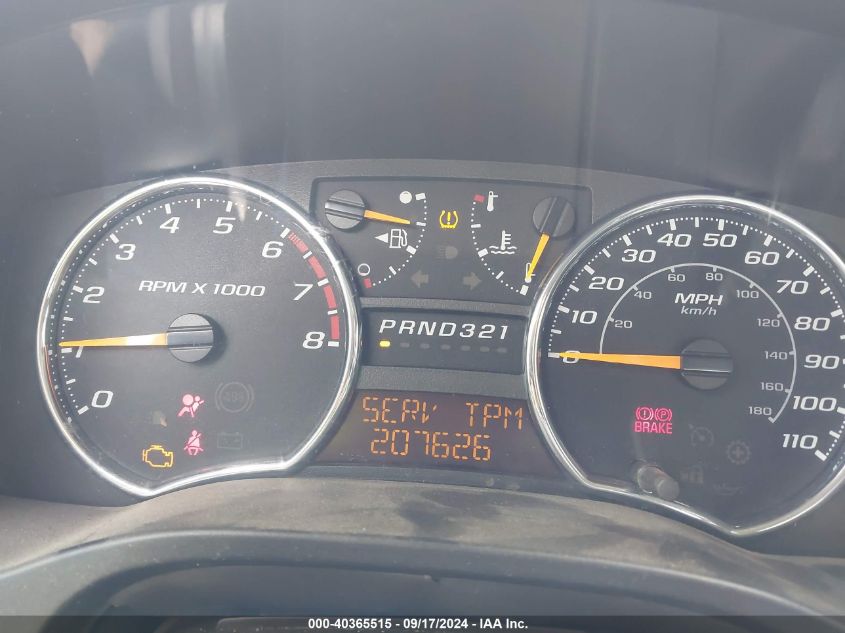 0 1 2 3 4 5 6 7 8
RPM X 1000
PRND321
SERV TPM
207626
0 10 20 30 40 50 60 70 80 90 100 110
20 40 60 80 100 120 140 160 180
MPH
km/h
BRAKE
000-40365515 - 09/17/2024 - IAA Inc.